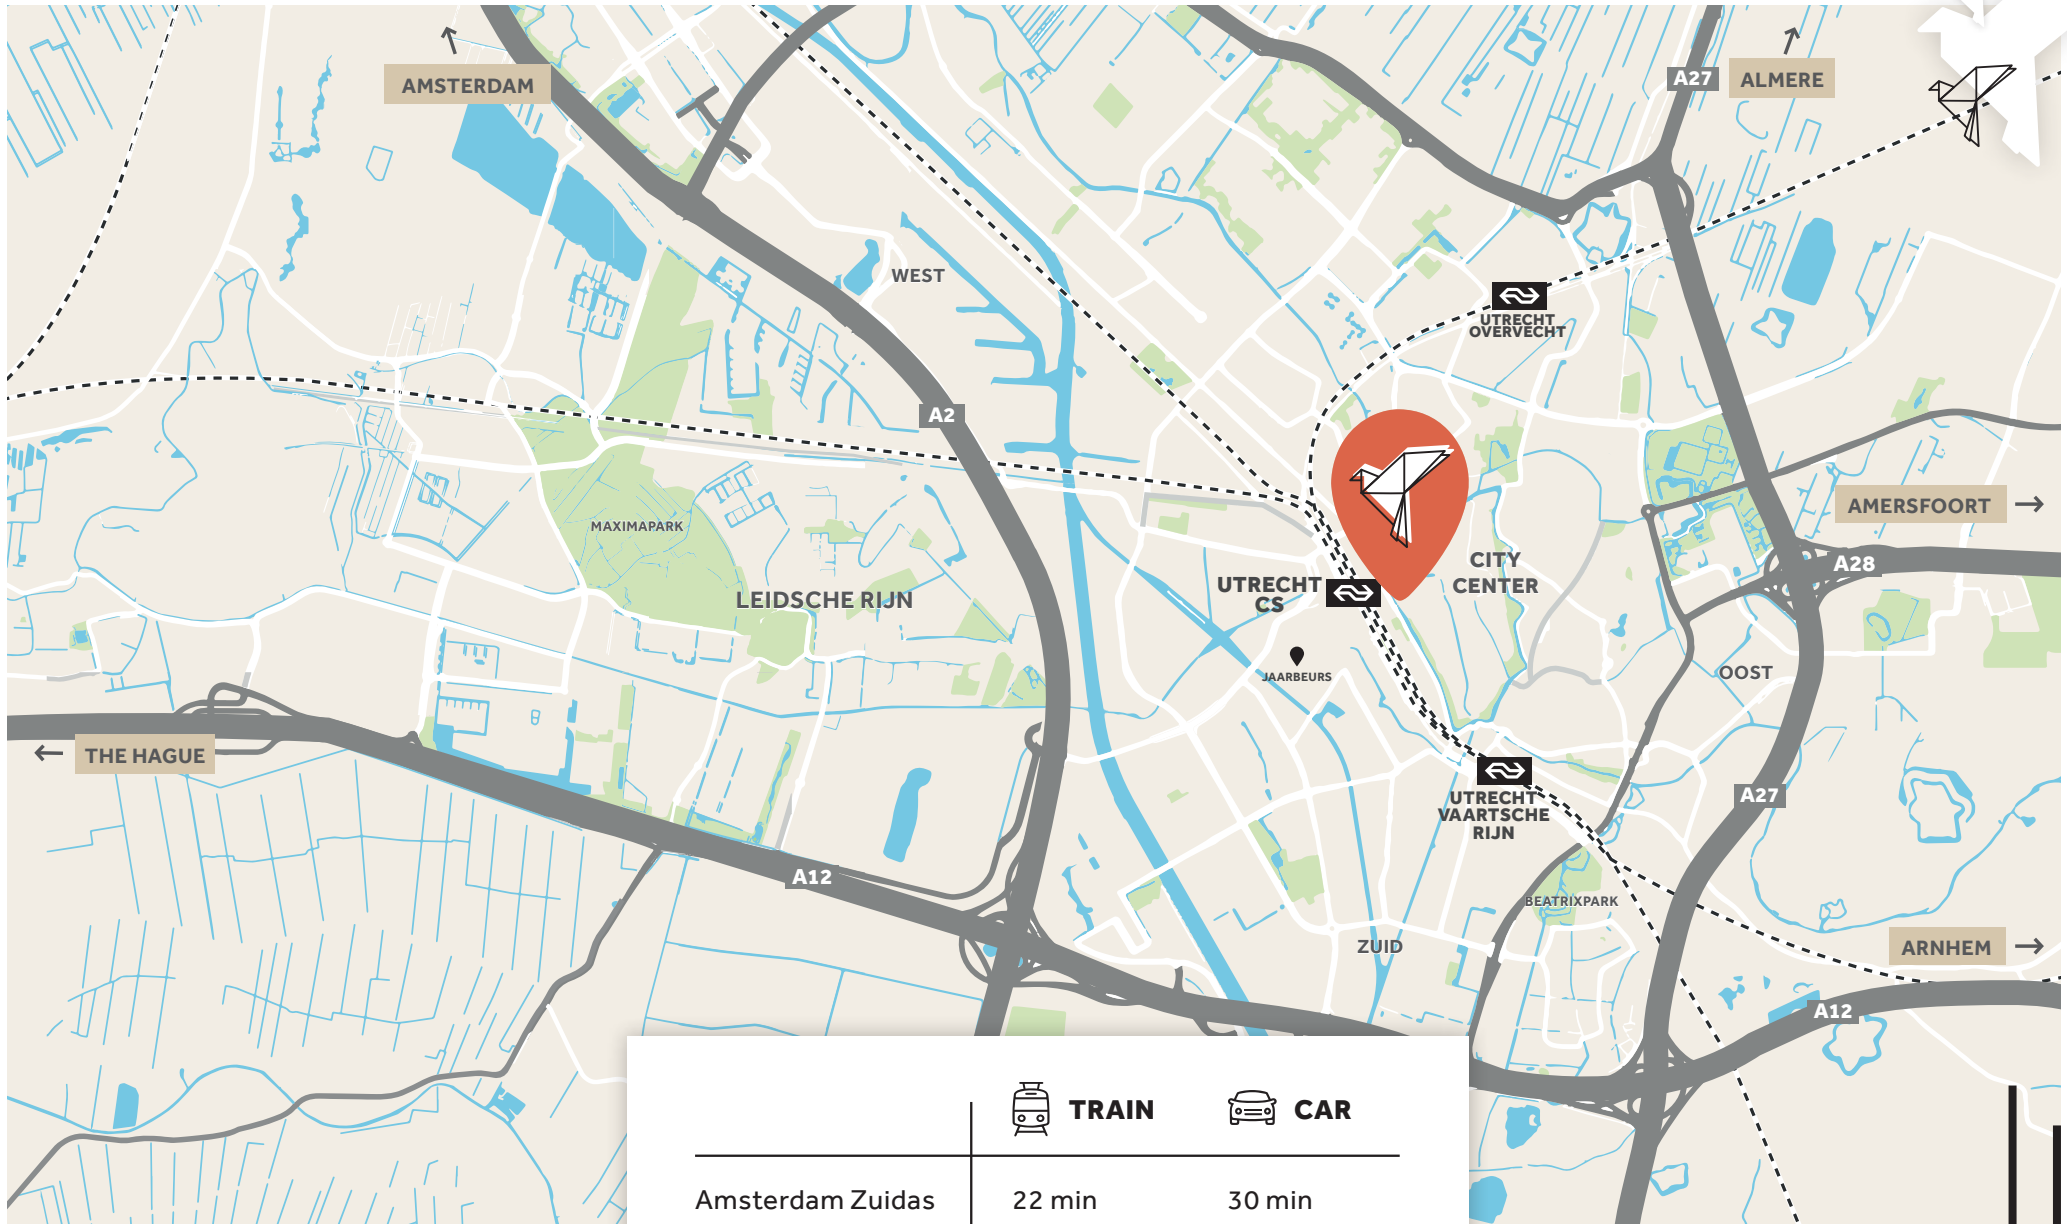 AMSTERDAM
A27
ALMERE
WEST
UTRECHT
OVERVECHT
A2
AMERSFOORT
MAXIMAPARK
CITY
CENTER
A28
LEIDSCHE RIJN
UTRECHT
CS
JAARBEURS
OOST
THE HAGUE
UTRECHT
VAARTSCHE
RIJN
A27
A12
BEATRIXPARK
ZUID
ARNHEM
A12
TRAIN CAR
Amsterdam Zuidas 22 min 30 min